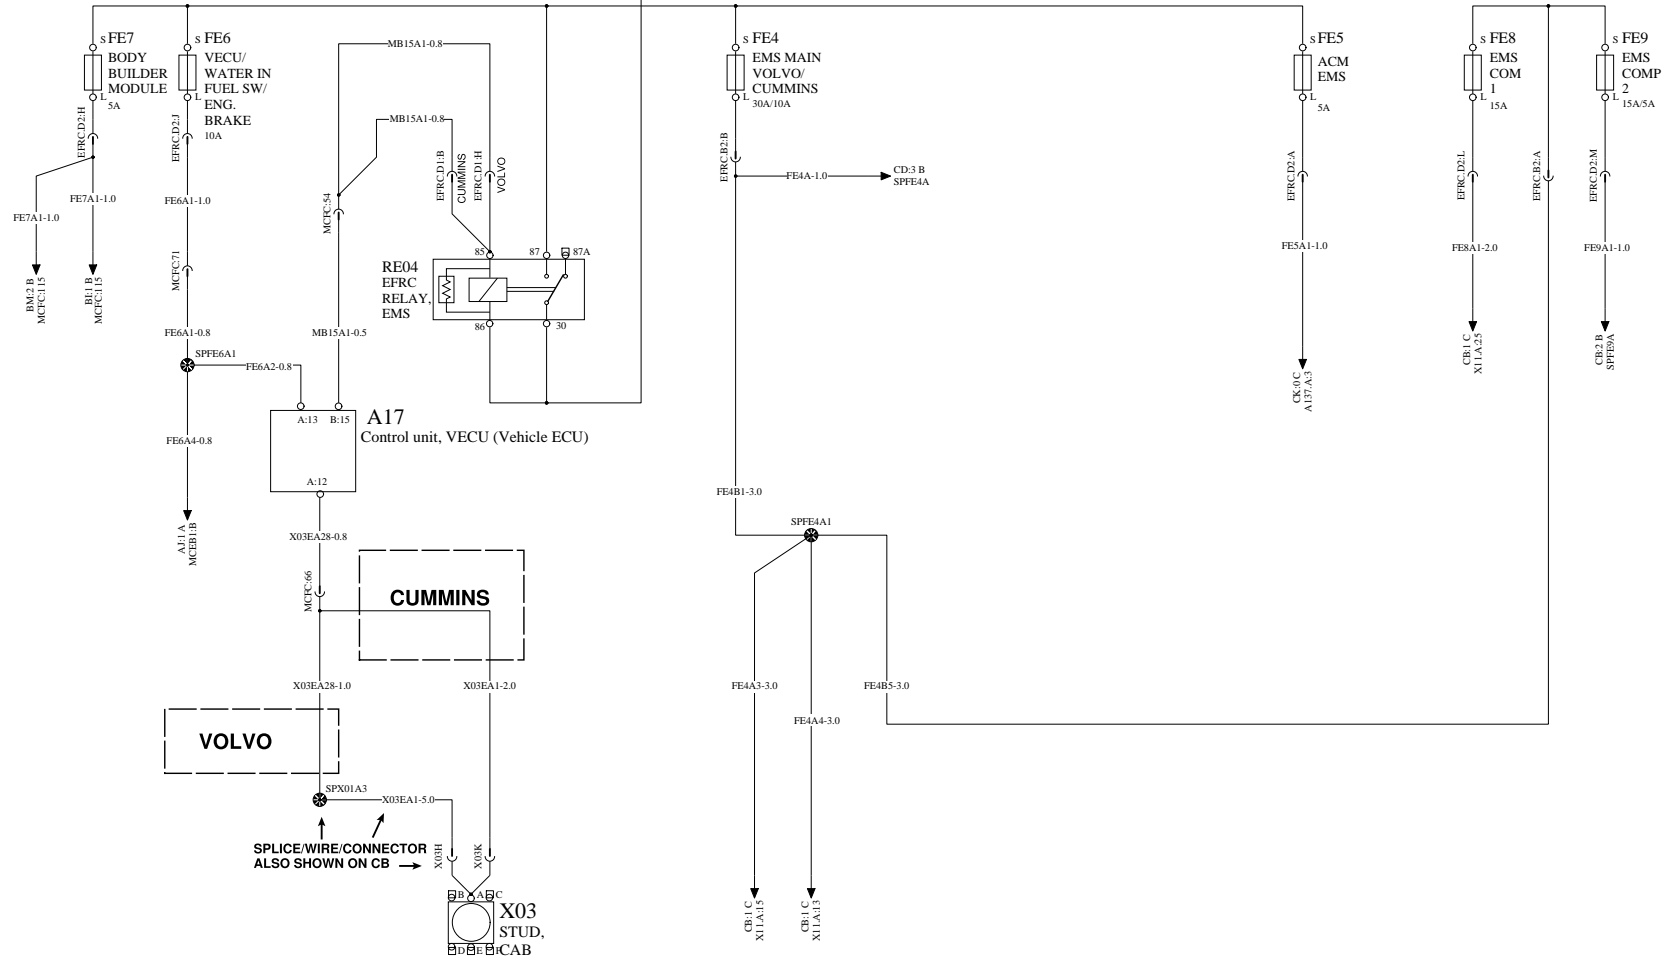 S FE7
BODY
BUILDER
MODULE
L
5A
EFRC.D2:H
FE7A1-1.0
FE7A1-1.0
BM:2 B
MCFC:115
BI:1 B
MCFC:115
S FE6
VECU/
WATER IN
FUEL SW/
ENG.
BRAKE
L
10A
EFRC.D2:J
FE6A1-1.0
MCFC:71
FE6A1-0.8
SPFE6A1
FE6A2-0.8
FE6A4-0.8
AJ:1 A
MCEB1:B
MB15A1-0.8
MB15A1-0.8
EFRC.D1:B
CUMMINS
EFRC.D1:H
VOLVO
MCFC:54
MB15A1-0.5
RE04
EFRC
RELAY,
EMS
85
87
87A
86
30
A:13
B:15
A17
Control unit, VECU (Vehicle ECU)
A:12
X03EA28-0.8
MCFC:66
CUMMINS
X03EA28-1.0
X03EA1-2.0
VOLVO
SPX01A3
X03EA1-5.0
SPLICE/WIRE/CONNECTOR
ALSO SHOWN ON CB
X03H
X03K
B
A
C
X03
STUD,
CAB
D
E
F
S FE4
EMS MAIN
VOLVO/
CUMMINS
L
30A/10A
EFRC.B2:B
FE4A-1.0
CD:3 B
SPFE4A
FE4B1-3.0
SPFE4A1
FE4A3-3.0
FE4A4-3.0
FE4B5-3.0
CB:1 C
X11.A:15
CB:1 C
X11.A:13
S FE5
ACM
EMS
L
5A
EFRC.D2:A
FE5A1-1.0
CK:0 C
A137.A:3
S FE8
EMS
COM
1
L
15A
EFRC.D2:L
FE8A1-2.0
CB:1 C
X11.A:25
EFRC.B2:A
S FE9
EMS
COMP
2
L
15A/5A
EFRC.D2:M
FE9A1-1.0
CB:2 B
SPFE9A